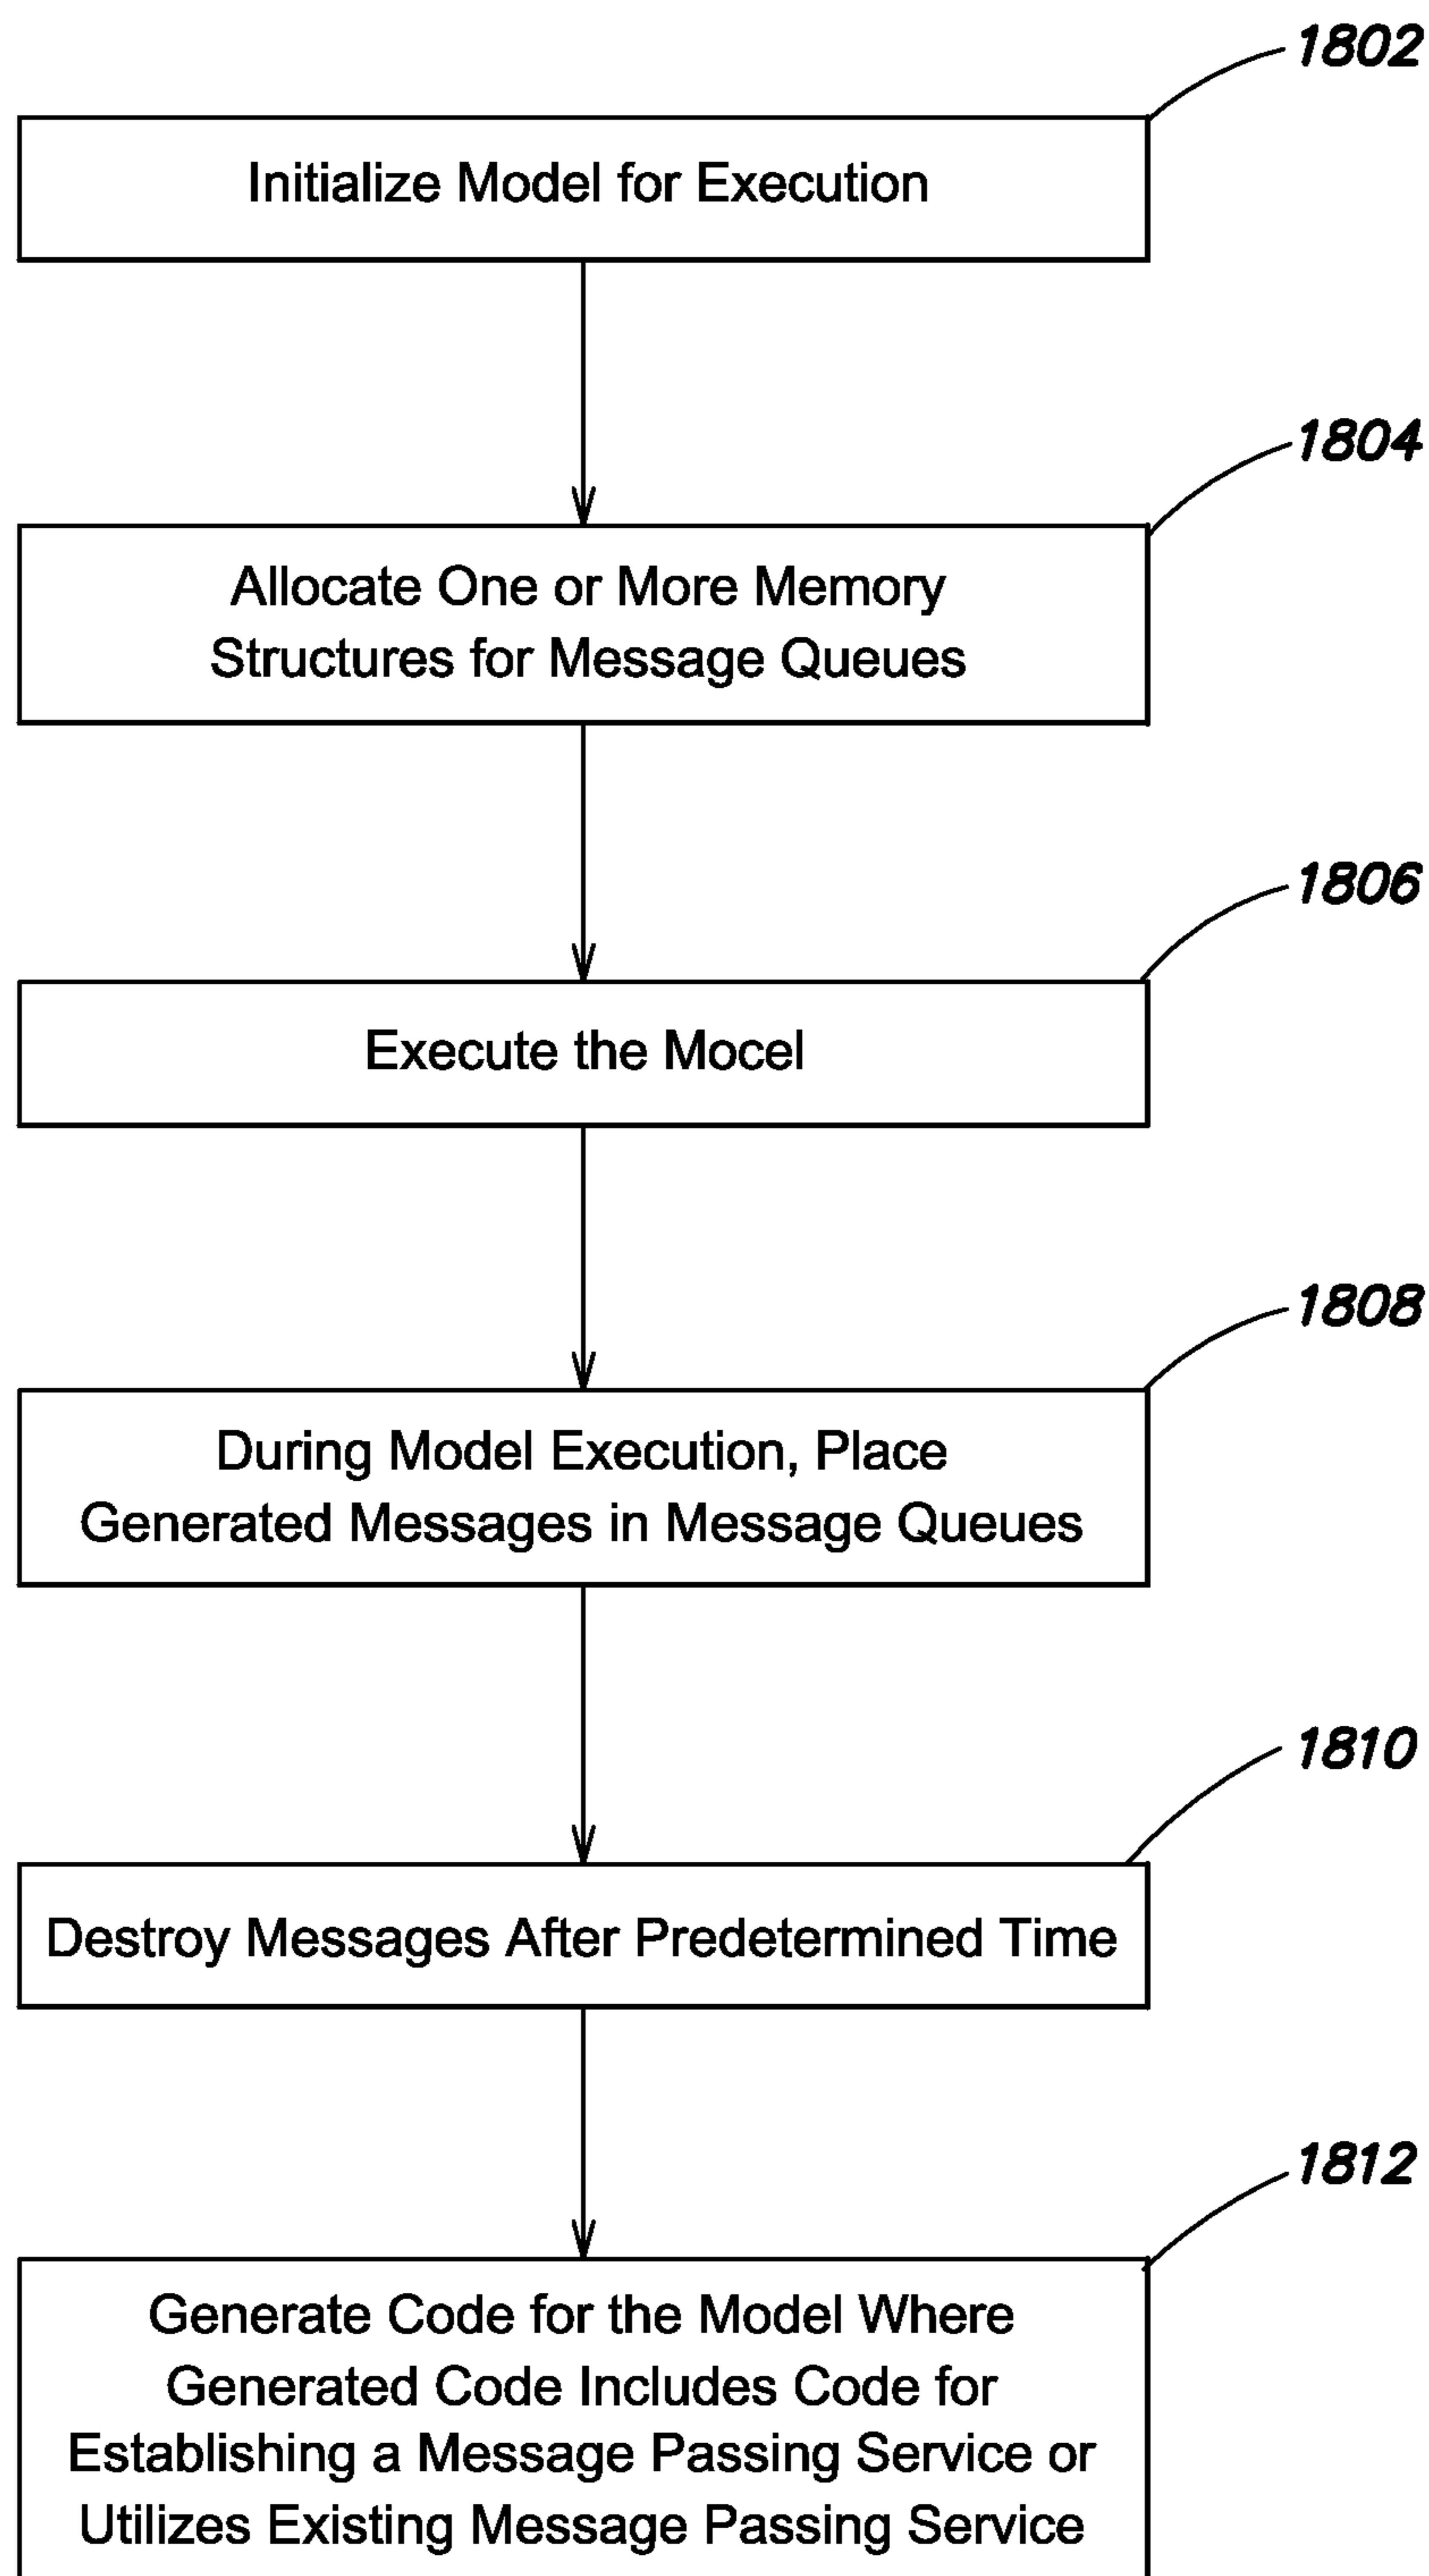 1802
Initialize Model for Execution
1804
Allocate One or More Memory
Structures for Message Queues
1806
Execute the Mocel
1808
During Model Execution, Place
Generated Messages in Message Queues
1810
Destroy Messages After Predetermined Time
1812
Generate Code for the Model Where
Generated Code Includes Code for
Establishing a Message Passing Service or
Utilizes Existing Message Passing Service